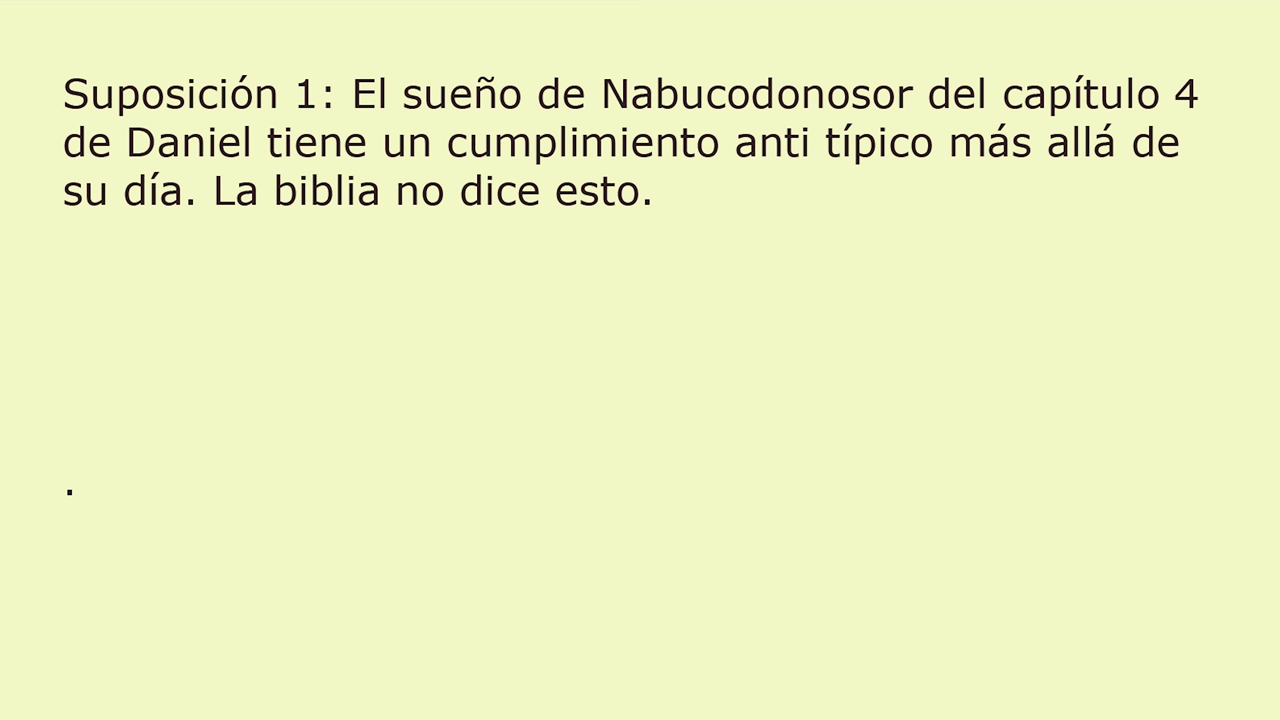 Suposición 1: El sueño de Nabucodonosor del capítulo 4
de Daniel tiene un cumplimiento anti típico más allá de
su día. La biblia no dice esto.
.